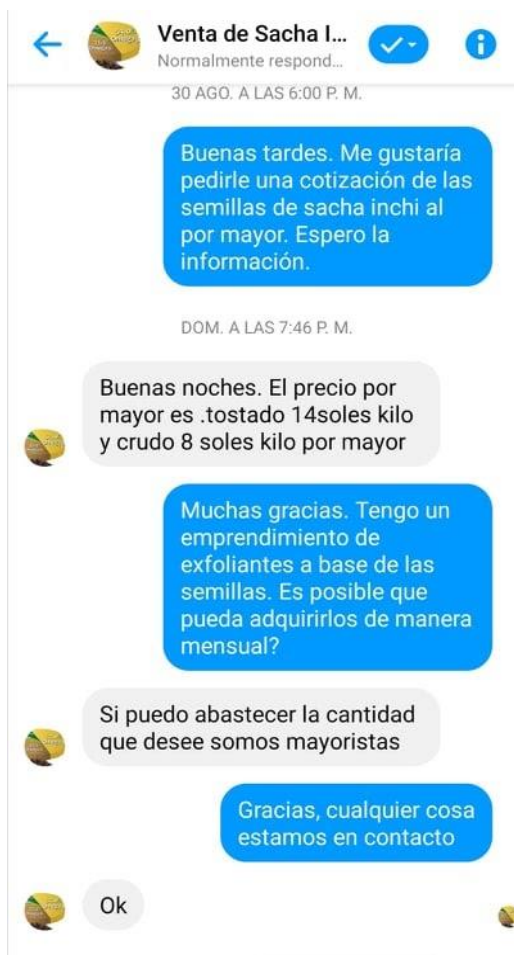 Venta de Sacha I...
Normalmente respond...
30 AGO. A LAS 6:00 P. M.
Buenas tardes. Me gustaría
pedirle una cotización de las
semillas de sacha inchi al
por mayor. Espero la
información.
DOM. A LAS 7:46 P. M.
Buenas noches. El precio por
mayor es .tostado 14soles kilo
y crudo 8 soles kilo por mayor
Muchas gracias. Tengo un
emprendimiento de
exfoliantes a base de las
semillas. Es posible que
pueda adquirirlos de manera
mensual?
Si puedo abastecer la cantidad
que desee somos mayoristas
Gracias, cualquier cosa
estamos en contacto
Ok